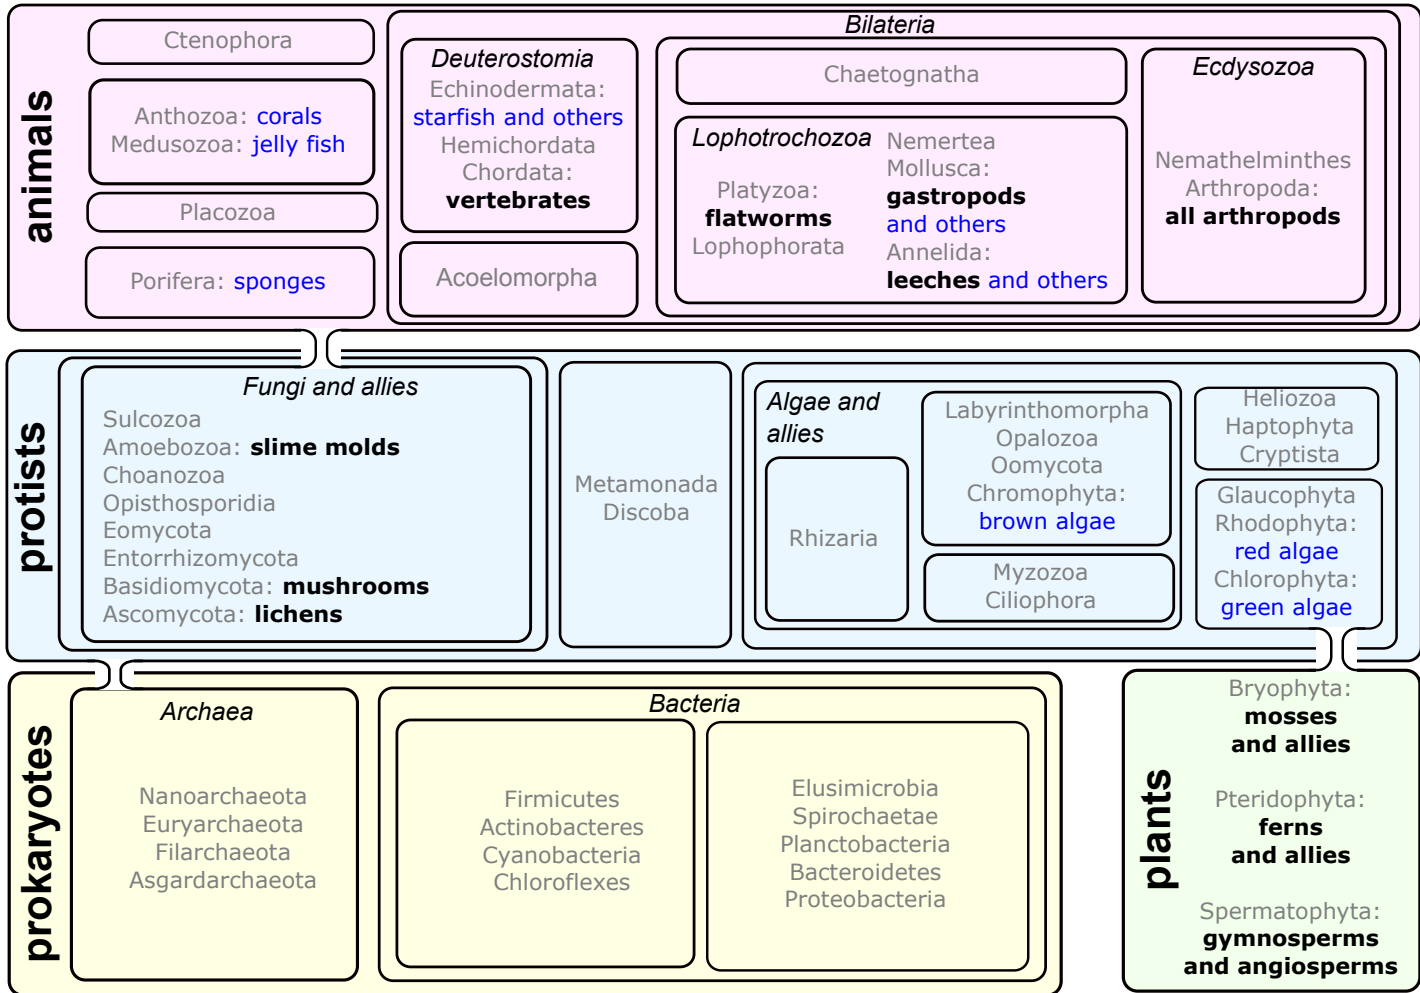 animals
Ctenophora
Anthozoa: corals
Medusozoa: jelly fish
Placozoa
Porifera: sponges
Bilateria
Deuterostomia
Echinodermata:
starfish and others
Hemichordata
Chordata:
vertebrates
Acoelomorpha
Chaetognatha
Lophotrochozoa
Platyzoa:
flatworms
Lophophorata
Nemertea
Mollusca:
gastropods
and others
Annelida:
leeches and others
Ecdysozoa
Nemathelminthes
Arthropoda:
all arthropods
protists
Fungi and allies
Sulcozoa
Amoebozoa: slime molds
Choanozoa
Opisthosporidia
Eomycota
Entorrhizomycota
Basidiomycota: mushrooms
Ascomycota: lichens
Metamonada
Discoba
Algae and
allies
Rhizaria
Labyrinthomorpha
Opalozoa
Oomycota
Chromophyta:
brown algae
Myzozoa
Ciliophora
Heliozoa
Haptophyta
Cryptista
Glaucophyta
Rhodophyta:
red algae
Chlorophyta:
green algae
prokaryotes
Archaea
Nanoarchaeota
Euryarchaeota
Filarchaeota
Asgardarchaeota
Bacteria
Firmicutes
Actinobacteres
Cyanobacteria
Chloroflexes
Elusimicrobia
Spirochaetae
Planctobacteria
Bacteroidetes
Proteobacteria
plants
Bryophyta:
mosses
and allies
Pteridophyta:
ferns
and allies
Spermatophyta:
gymnosperms
and angiosperms